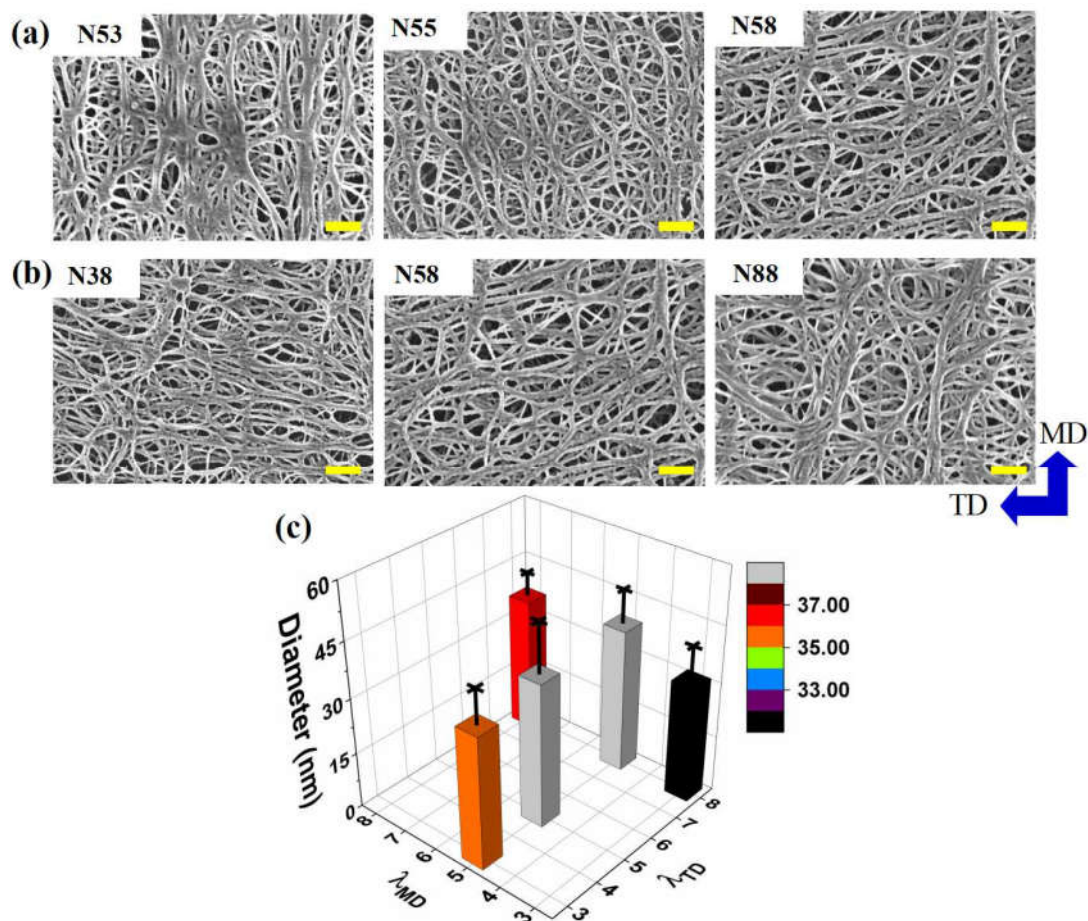 (a) N53 N55 N58
(b) N38 N58 N88
MD
TD
(c)
60
45
30
15
0
Diameter (nm)
8 7 6 5 4 3
λMD
3 4 5 6 7 8
λTD
37.00
35.00
33.00